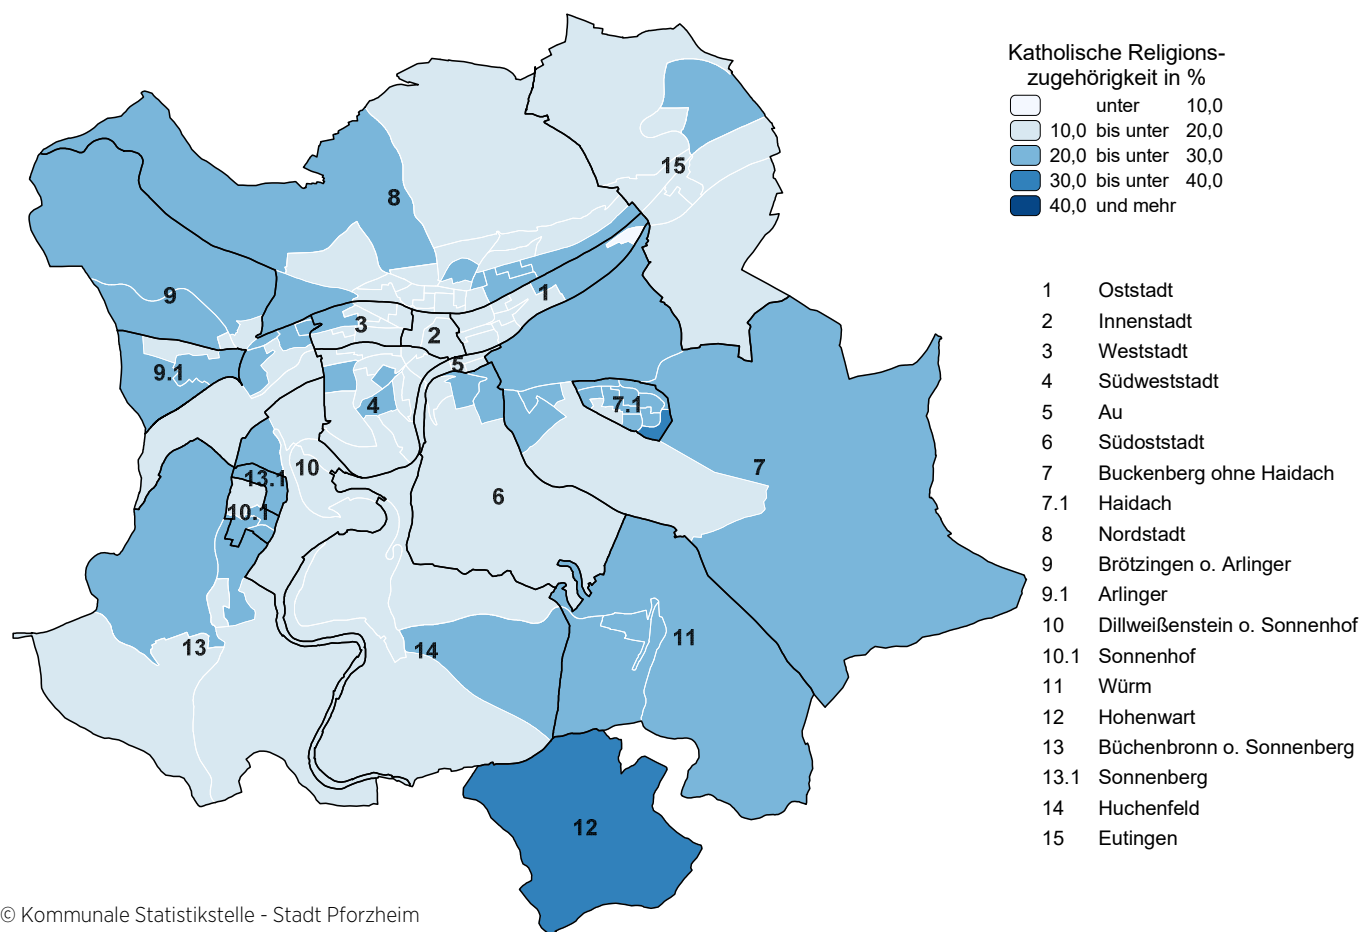 Katholische Religions-
zugehörigkeit in %
unter 10,0
10,0 bis unter 20,0
20,0 bis unter 30,0
30,0 bis unter 40,0
40,0 und mehr
1 Oststadt
2 Innenstadt
3 Weststadt
4 Südweststadt
5 Au
6 Südoststadt
7 Buckenberg ohne Haidach
7.1 Haidach
8 Nordstadt
9 Brötzingen o. Arlinger
9.1 Arlinger
10 Dillweißenstein o. Sonnenhof
10.1 Sonnenhof
11 Würm
12 Hohenwart
13 Büchenbronn o. Sonnenberg
13.1 Sonnenberg
14 Huchenfeld
15 Eutingen
15
8
9
1
3
2
5
9.1
4
7.1
10
7
13.1
6
10.1
11
13
14
12
© Kommunale Statistikstelle - Stadt Pforzheim